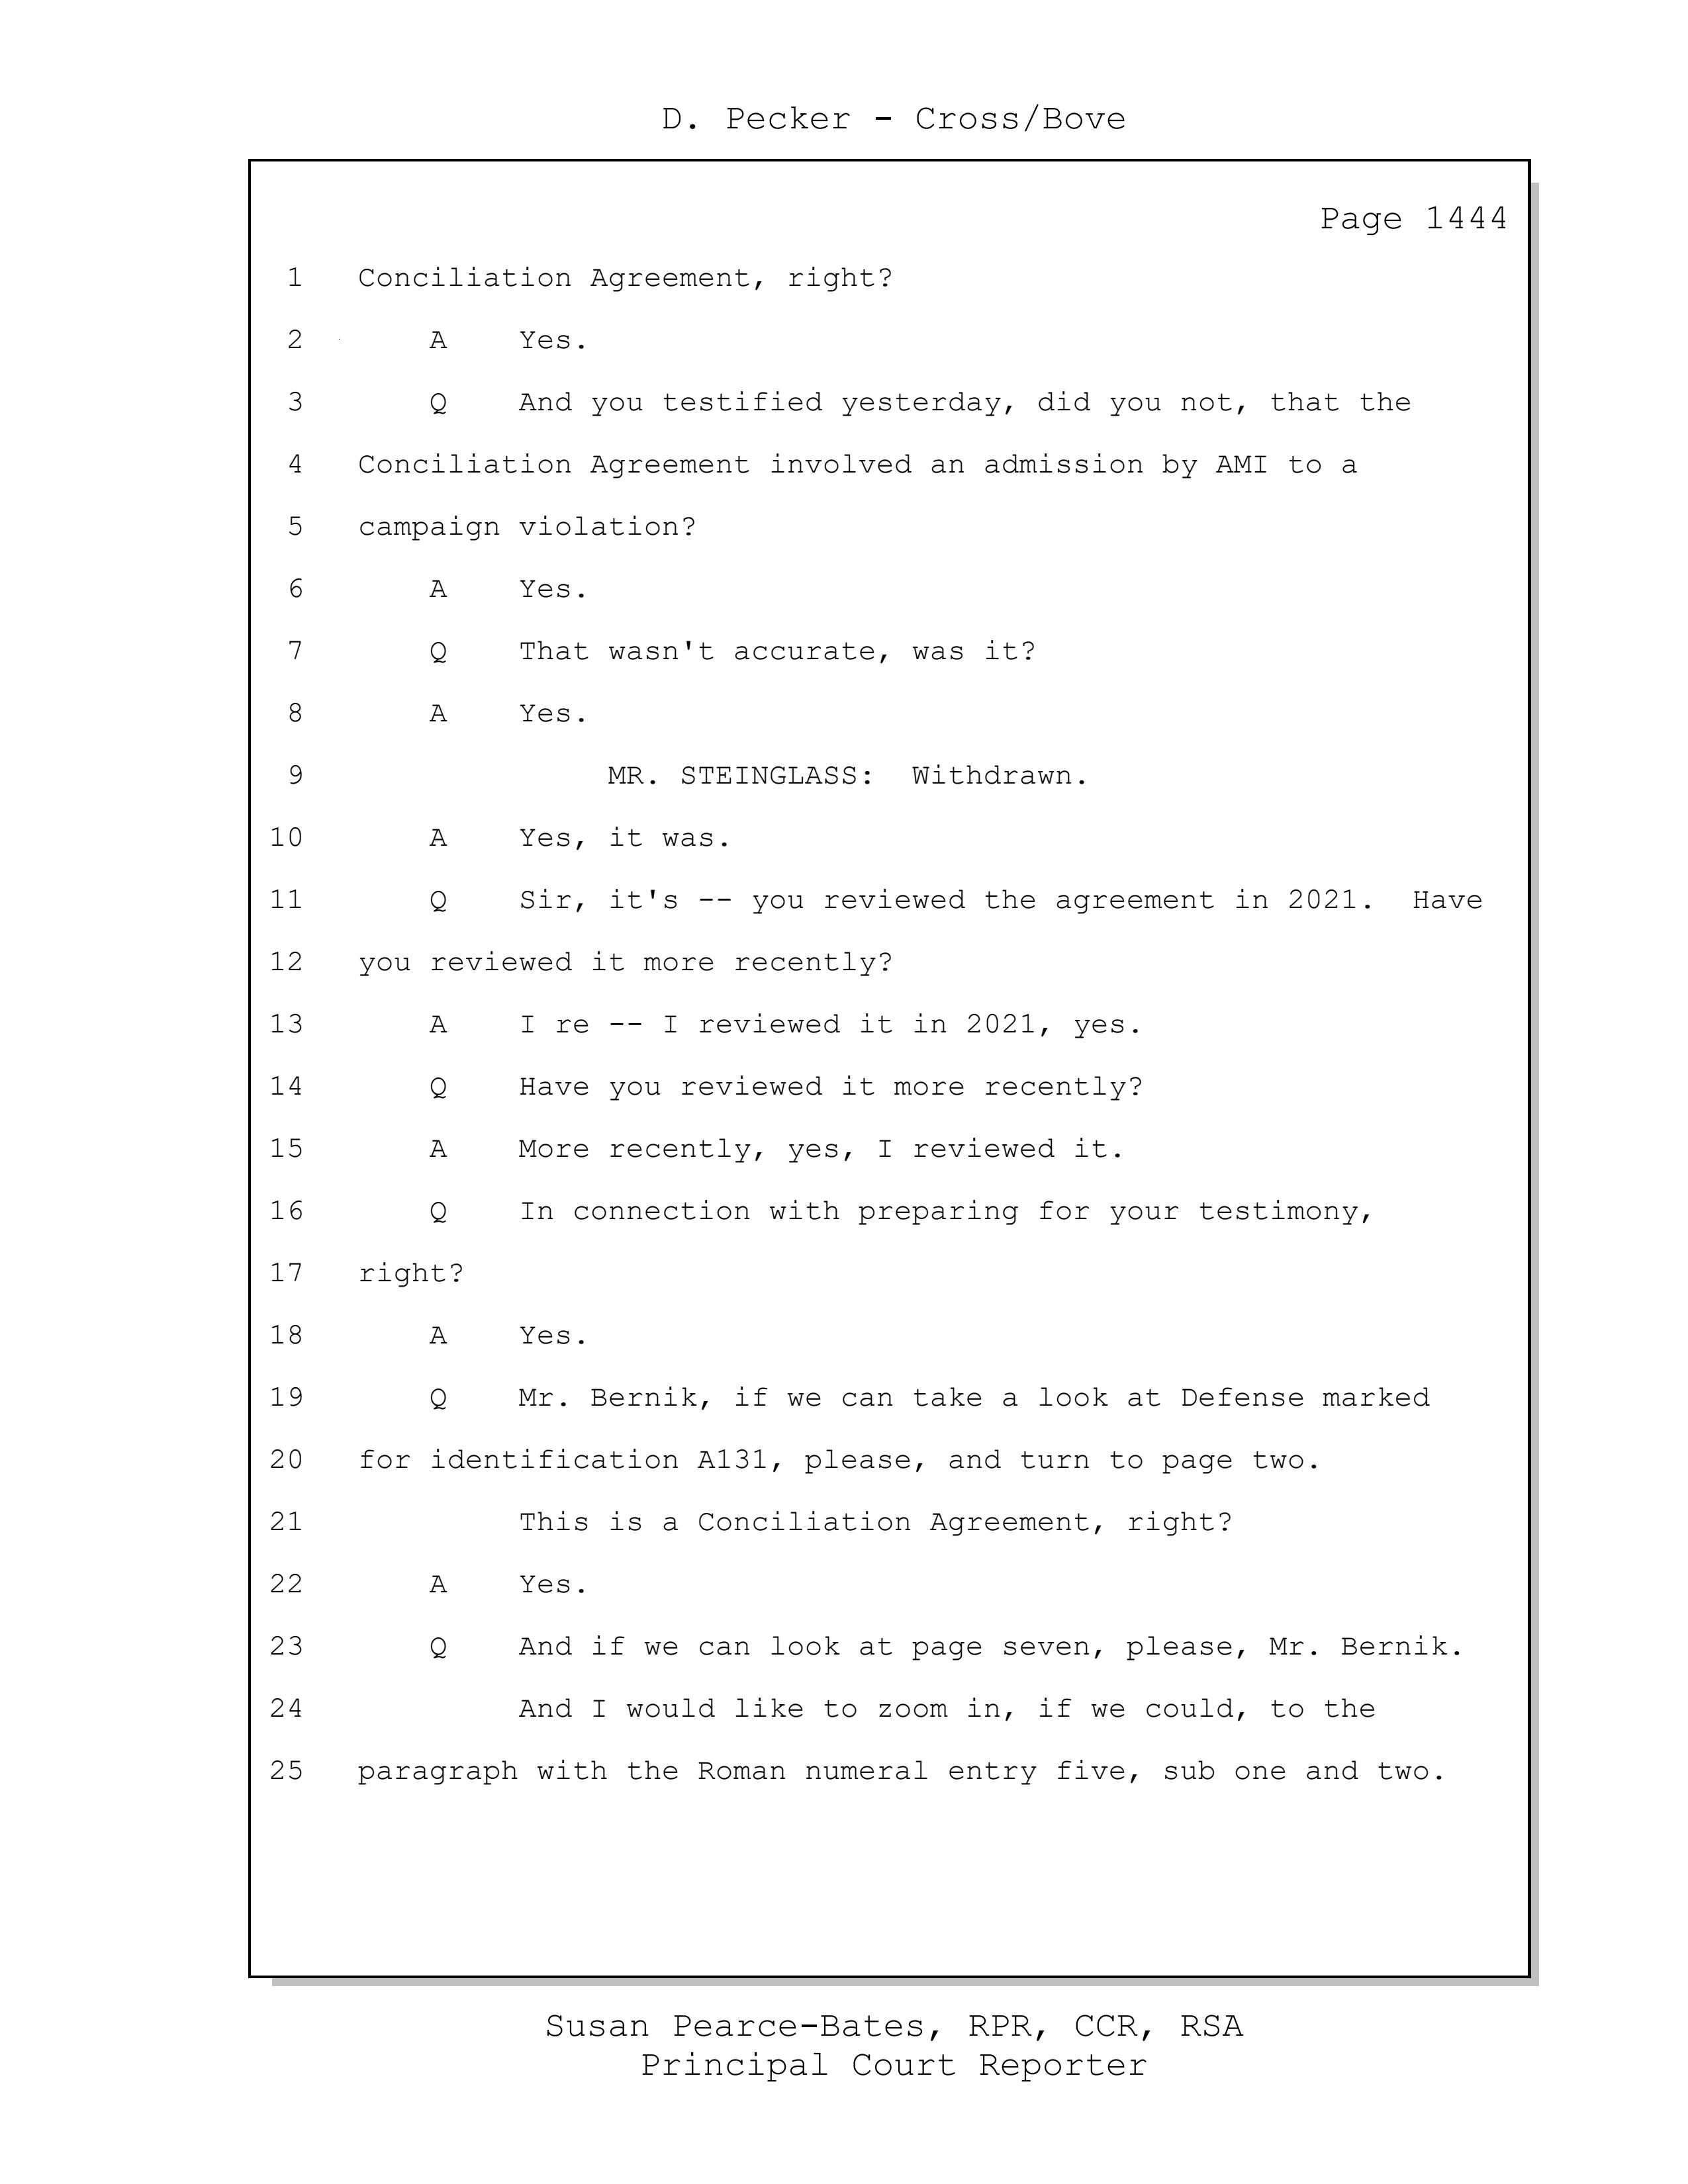 D. Pecker - Cross/Bove
Page 1444
1 Conciliation Agreement, right?
2 A Yes.
3 Q And you testified yesterday, did you not, that the
4 Conciliation Agreement involved an admission by AMI to a
5 campaign violation?
6 A Yes.
7 Q That wasn't accurate, was it?
8 A Yes.
9 MR. STEINGLASS: Withdrawn.
10 A Yes, it was.
11 Q Sir, it's -- you reviewed the agreement in 2021. Have
12 you reviewed it more recently?
13 A I re -- I reviewed it in 2021, yes.
14 Q Have you reviewed it more recently?
15 A More recently, yes, I reviewed it.
16 Q In connection with preparing for your testimony,
17 right?
18 A Yes.
19 Q Mr. Bernik, if we can take a look at Defense marked
20 for identification A131, please, and turn to page two.
21 This is a Conciliation Agreement, right?
22 A Yes.
23 Q And if we can look at page seven, please, Mr. Bernik.
24 And I would like to zoom in, if we could, to the
25 paragraph with the Roman numeral entry five, sub one and two.
Susan Pearce-Bates, RPR, CCR, RSA
Principal Court Reporter